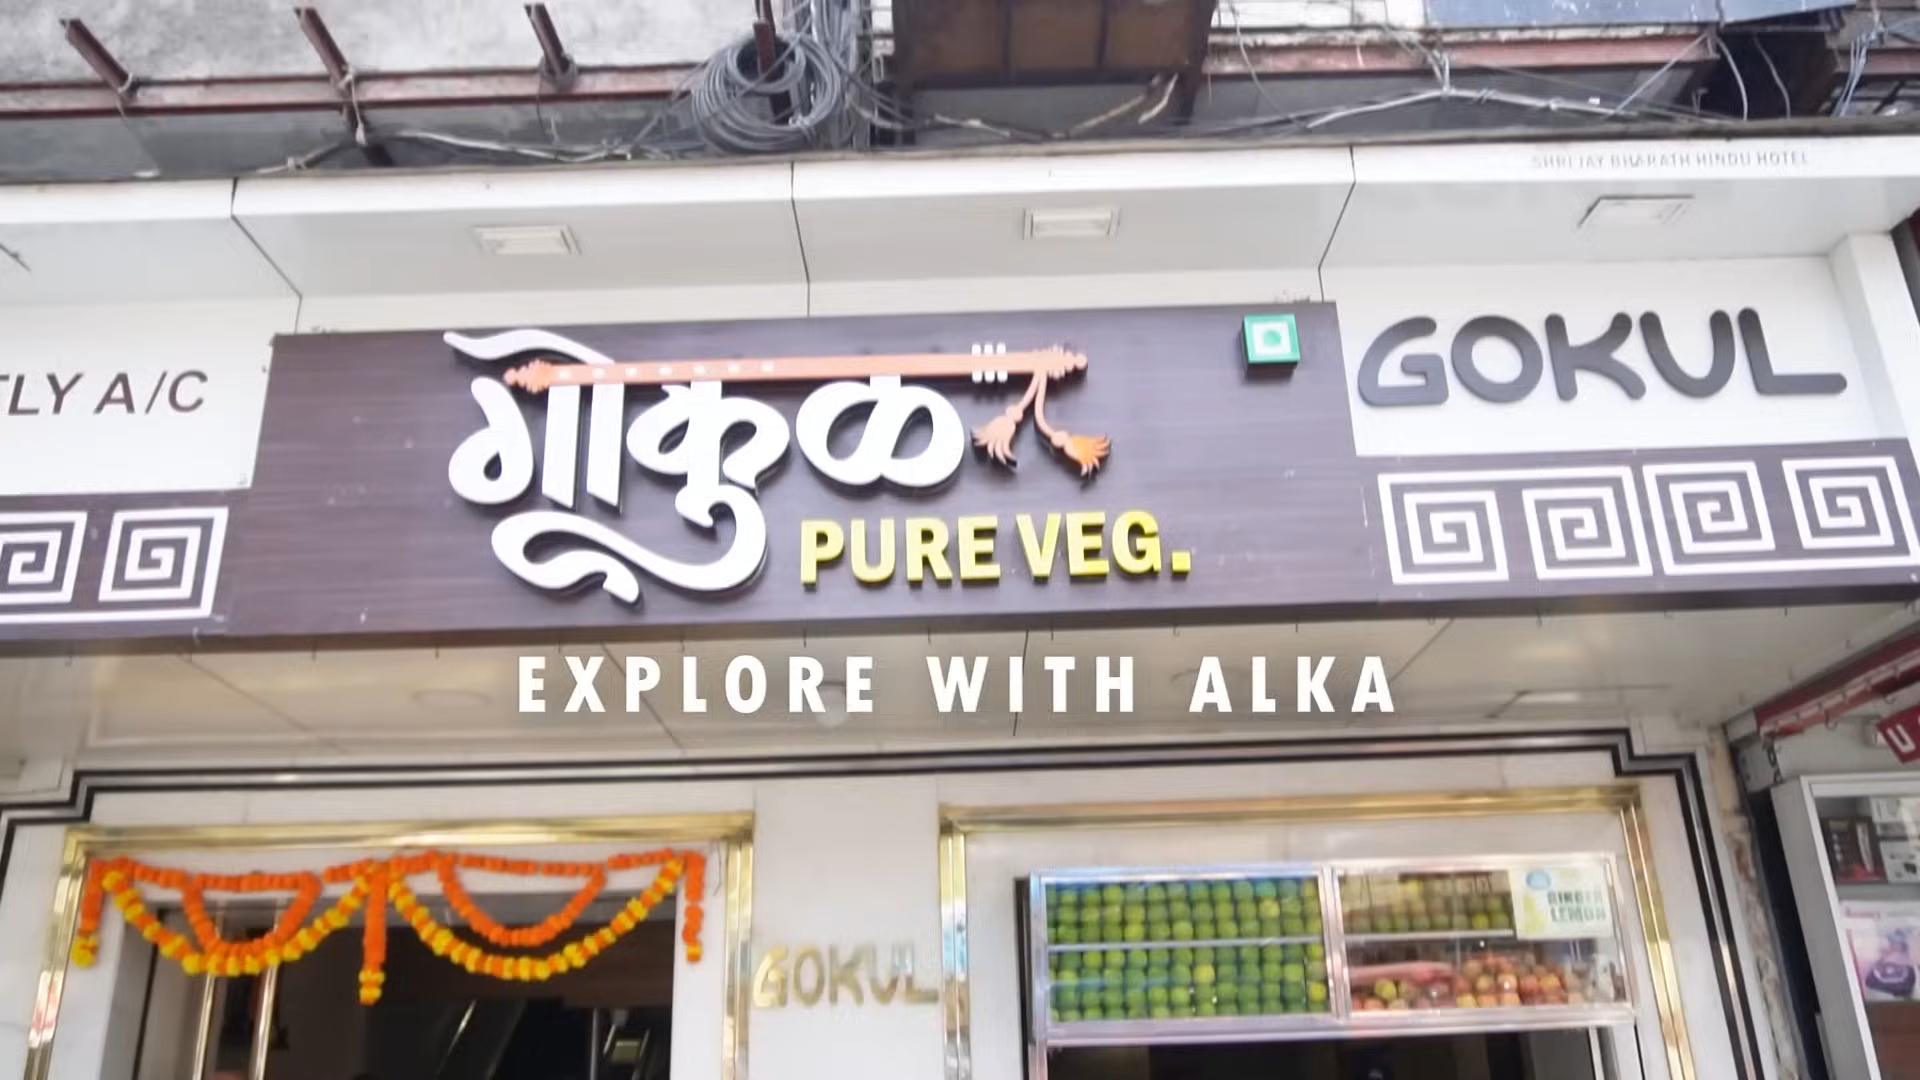 SHRI JAY BHARATH HINDU HOTEL
TLY A/C
गोकुळ
GOKUL
PURE VEG.
EXPLORE WITH ALKA
GOKUL
GINGER
LEMON